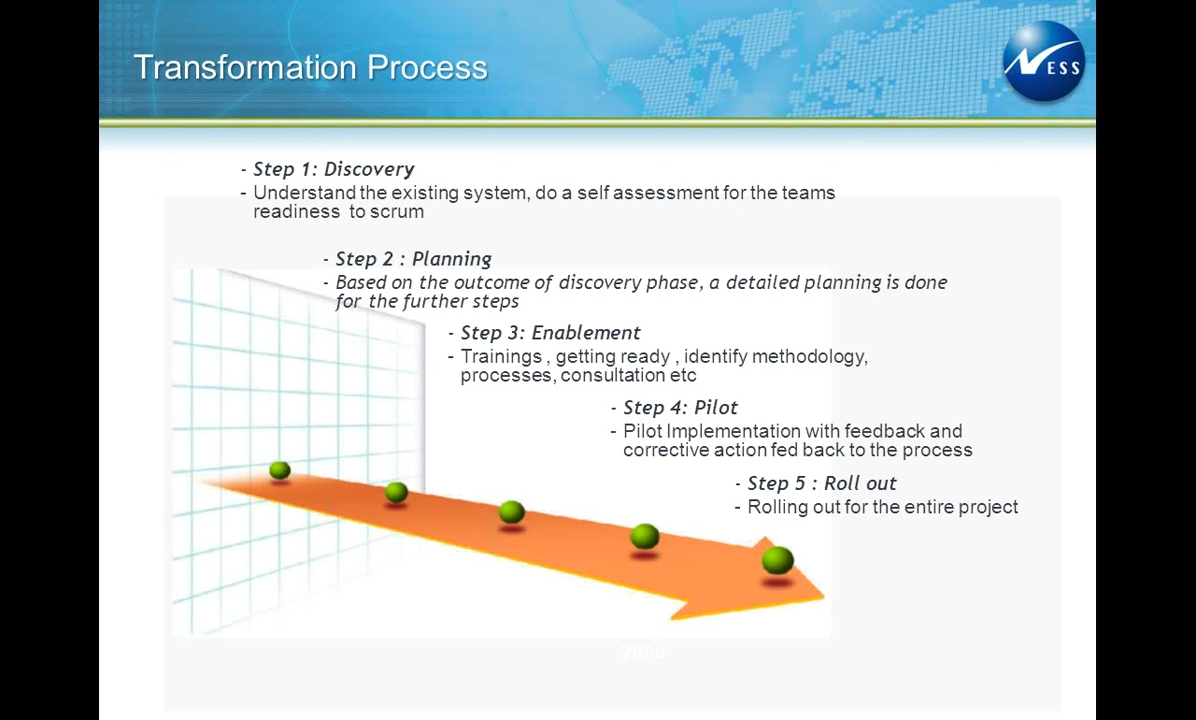 Transformation Process
NESS
- Step 1: Discovery
- Understand the existing system, do a self assessment for the teams
readiness to scrum
- Step 2 : Planning
- Based on the outcome of discovery phase, a detailed planning is done
for the further steps
- Step 3: Enablement
- Trainings , getting ready , identify methodology,
processes, consultation etc
- Step 4: Pilot
- Pilot Implementation with feedback and
corrective action fed back to the process
- Step 5 : Roll out
- Rolling out for the entire project